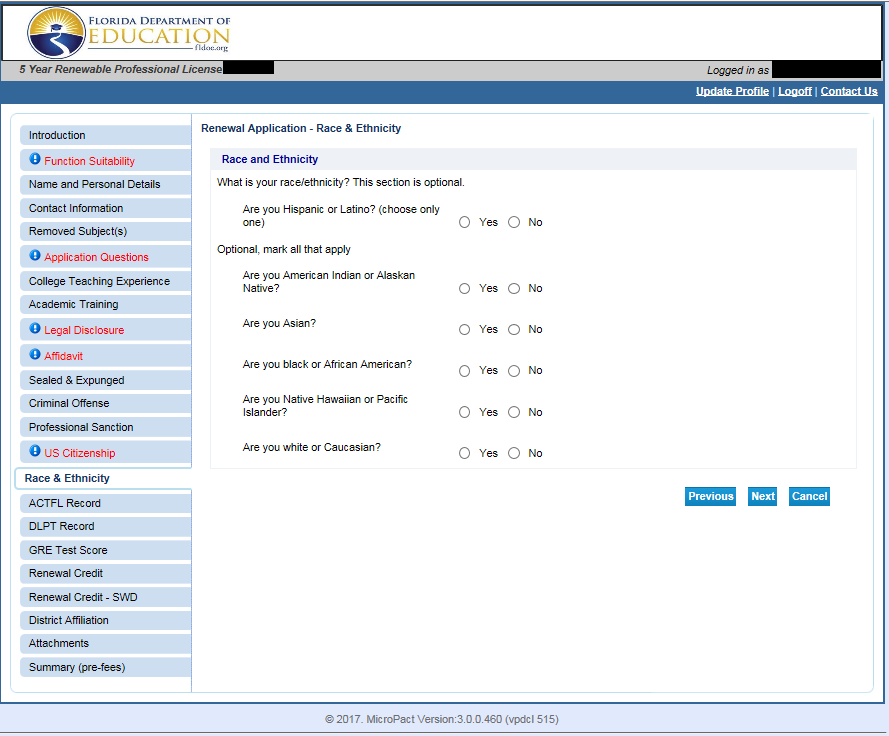 FLORIDA DEPARTMENT OF
EDUCATION
fldoe.org
5 Year Renewable Professional License
Logged in as
Update Profile | Logoff | Contact Us
Introduction
Function Suitability
Name and Personal Details
Contact Information
Removed Subject(s)
Application Questions
College Teaching Experience
Academic Training
Legal Disclosure
Affidavit
Sealed & Expunged
Criminal Offense
Professional Sanction
US Citizenship
Race & Ethnicity
ACTFL Record
DLPT Record
GRE Test Score
Renewal Credit
Renewal Credit - SWD
District Affiliation
Attachments
Summary (pre-fees)
Renewal Application - Race & Ethnicity
Race and Ethnicity
What is your race/ethnicity? This section is optional.
Are you Hispanic or Latino? (choose only
one)
Yes No
Optional, mark all that apply
Are you American Indian or Alaskan
Native?
Yes No
Are you Asian?
Yes No
Are you black or African American?
Yes No
Are you Native Hawaiian or Pacific
Islander?
Yes No
Are you white or Caucasian?
Yes No
Previous Next Cancel
© 2017. MicroPact Version:3.0.0.460 (vpdcl 515)